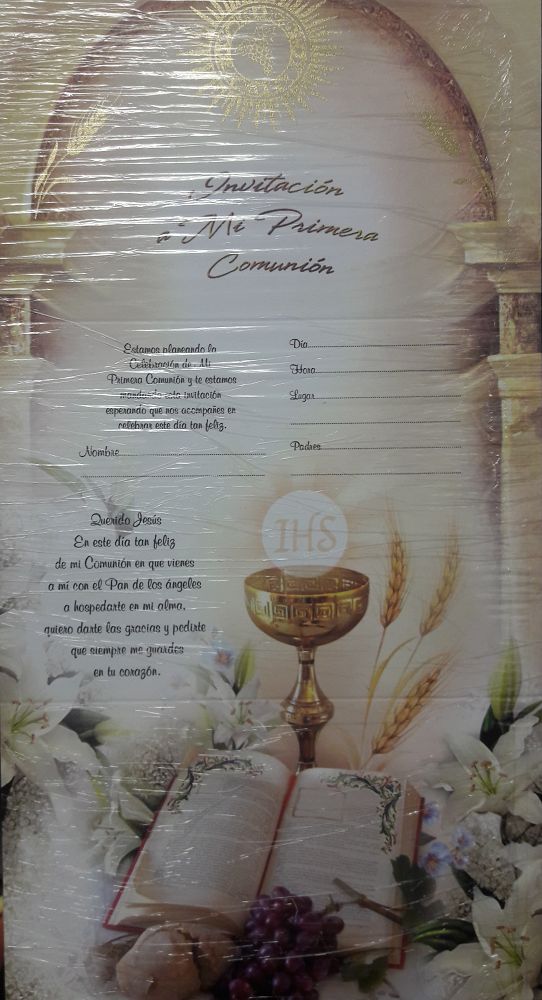 Invitación
a Mi Primera
Comunión
Estamos planeando la
Celebración de Mi
Primera Comunión y te estamos
mandando esta invitación
esperando que nos acompañes en
celebrar este día tan feliz.
Nombe
Día
Hora
Lugar
Padres
Querido Jesús
En este día tan feliz
de mi Comunión en que vienes
a mí con el Pan de los ángeles
a hospedarte en mi alma,
quiero darte las gracias y pedirte
que siempre me guardes
en tu corazón.
IHS